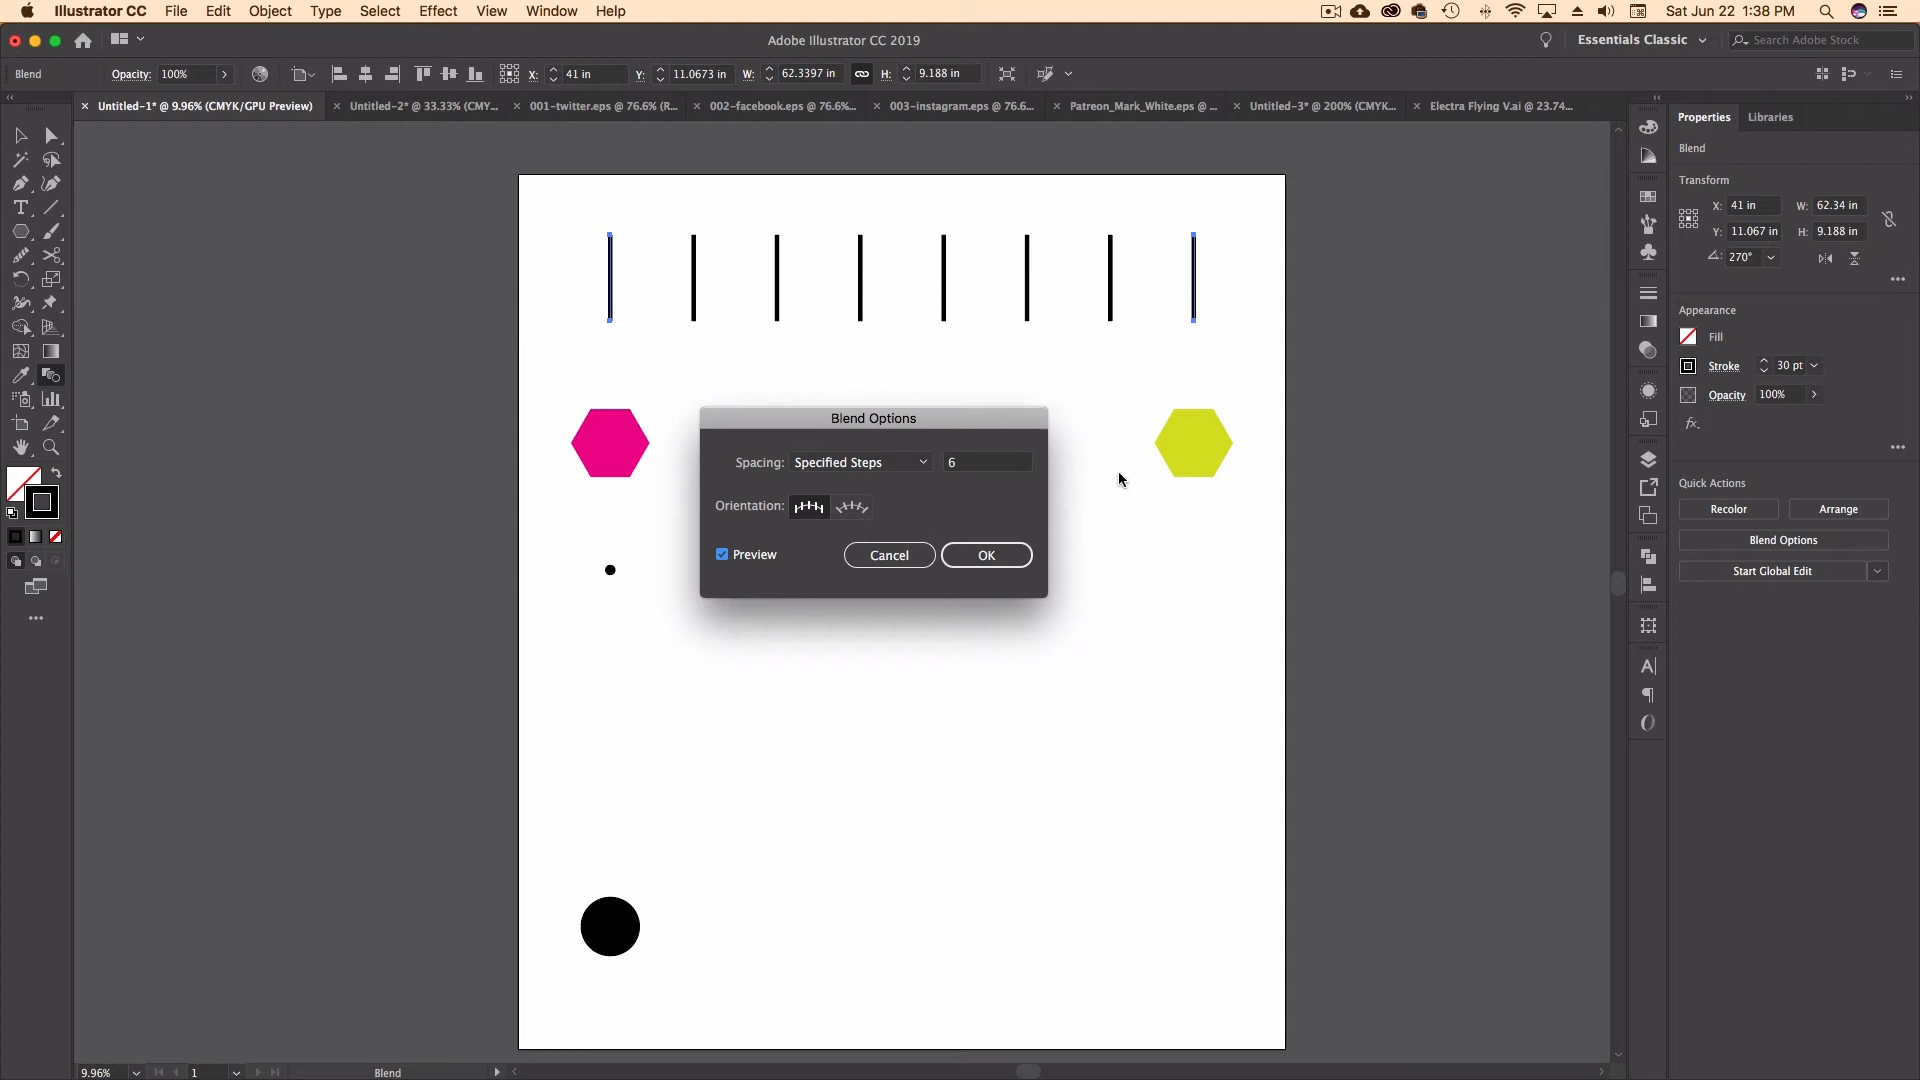 Illustrator CC File Edit Object Type Select Effect View Window Help Sat Jun 22 1:38 PM
Adobe Illustrator CC 2019 Essentials Classic Search Adobe Stock
Blend Opacity: 100% X: 41 in Y: 11.0673 in W: 62.3397 in H: 9.188 in
Untitled-1* @ 9.96% (CMYK/GPU Preview) Untitled-2* @ 33.33% (CMY... 001-twitter.eps @ 76.6% (R... 002-facebook.eps @ 76.6%... 003-instagram.eps @ 76.6... Patreon_Mark_White.eps @ ... Untitled-3* @ 200% (CMYK... Electra Flying V.ai @ 23.74...
Properties Libraries
Blend
Transform
X: 41 in W: 62.34 in
Y: 11.067 in H: 9.188 in
270°
Appearance
Fill
Stroke 30 pt
Opacity 100%
fx.
Quick Actions
Recolor Arrange
Blend Options
Start Global Edit
Blend Options
Spacing: Specified Steps 6
Orientation:
Preview Cancel OK
9.96% 1 Blend